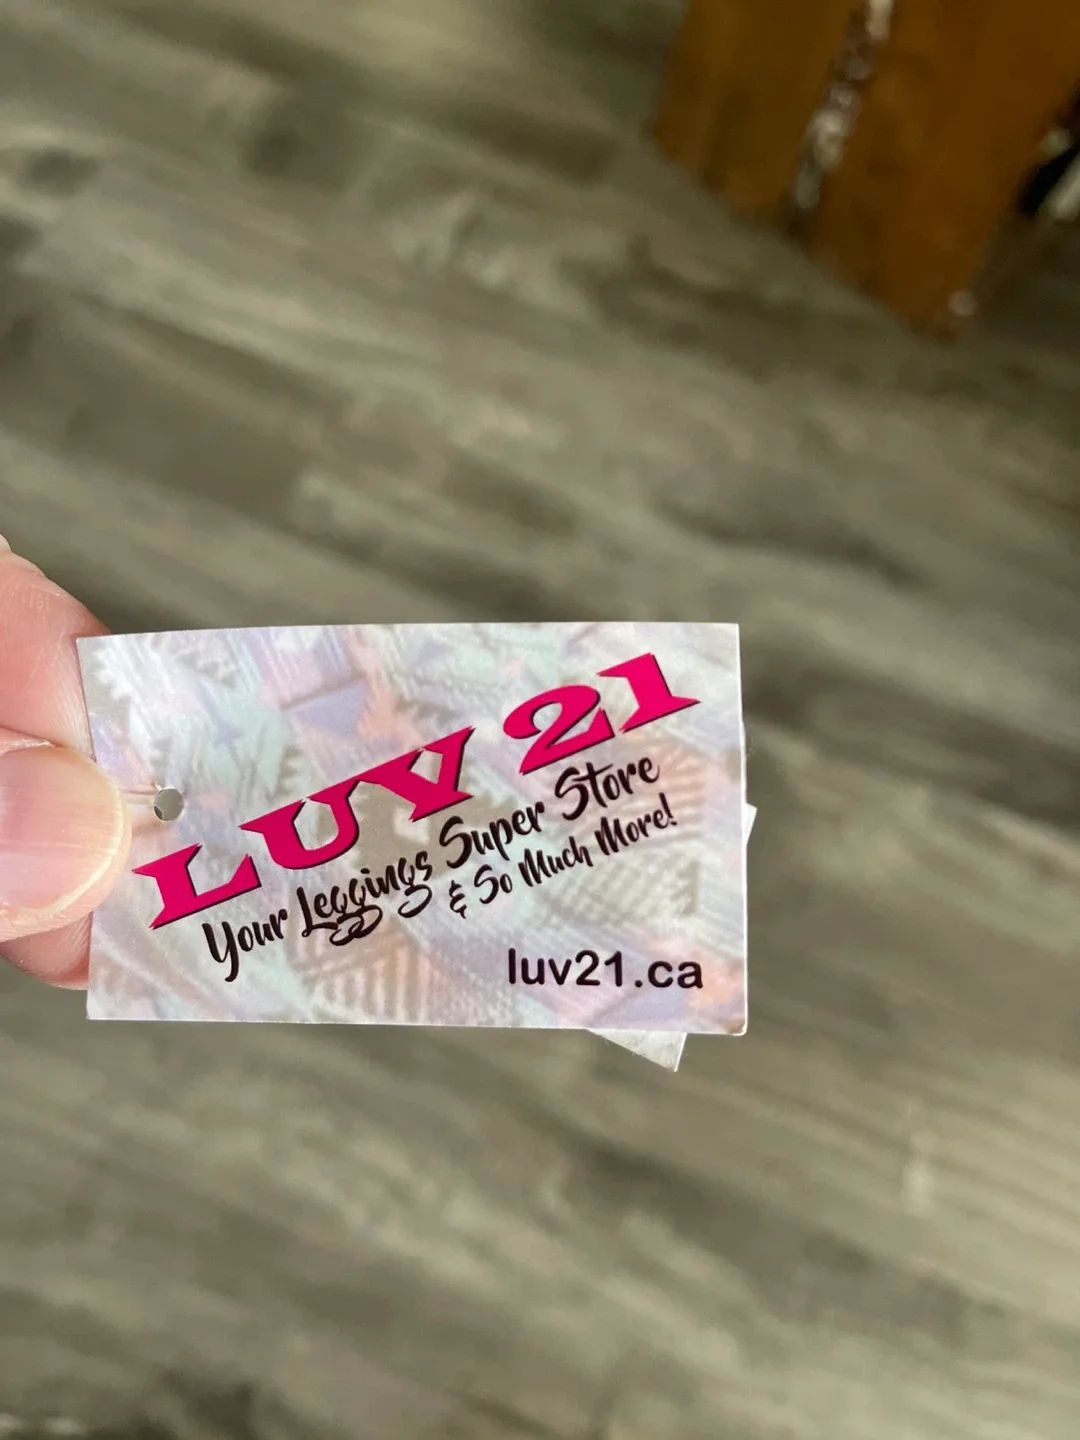 LUV 21
Your Leggings Super Store
& So Much More!
luv21.ca